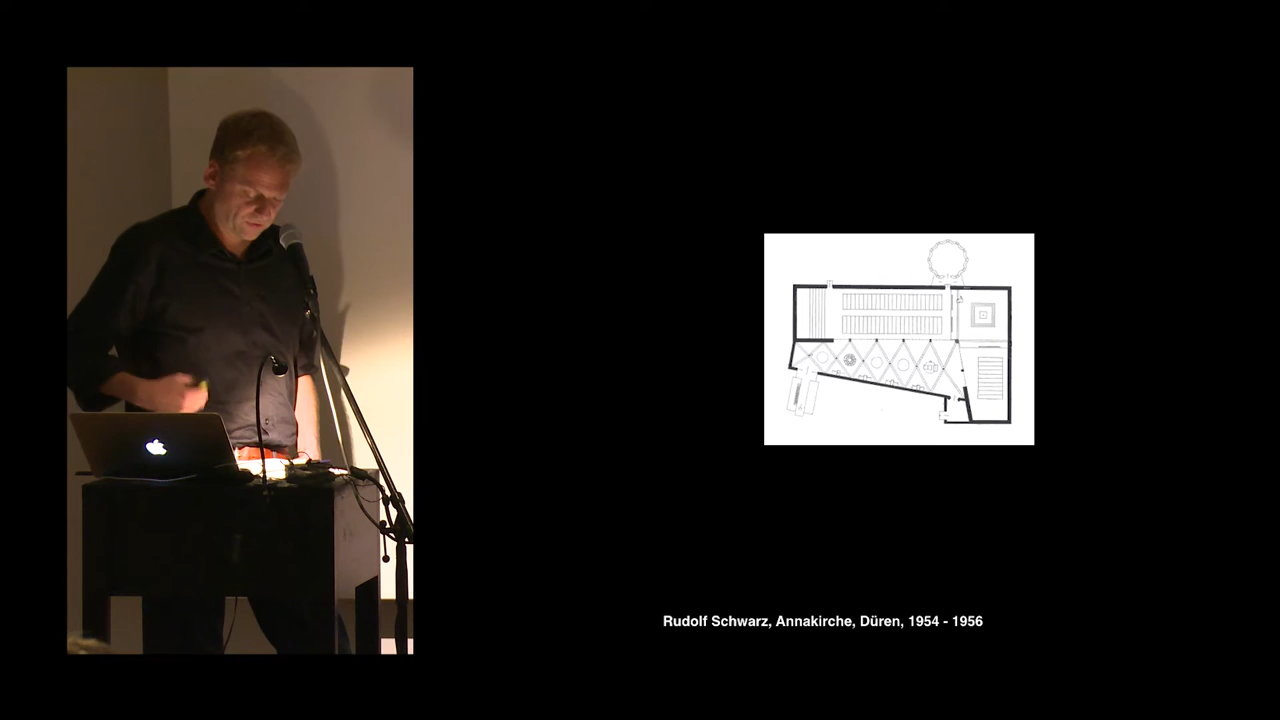 Rudolf Schwarz, Annakirche, Düren, 1954 - 1956